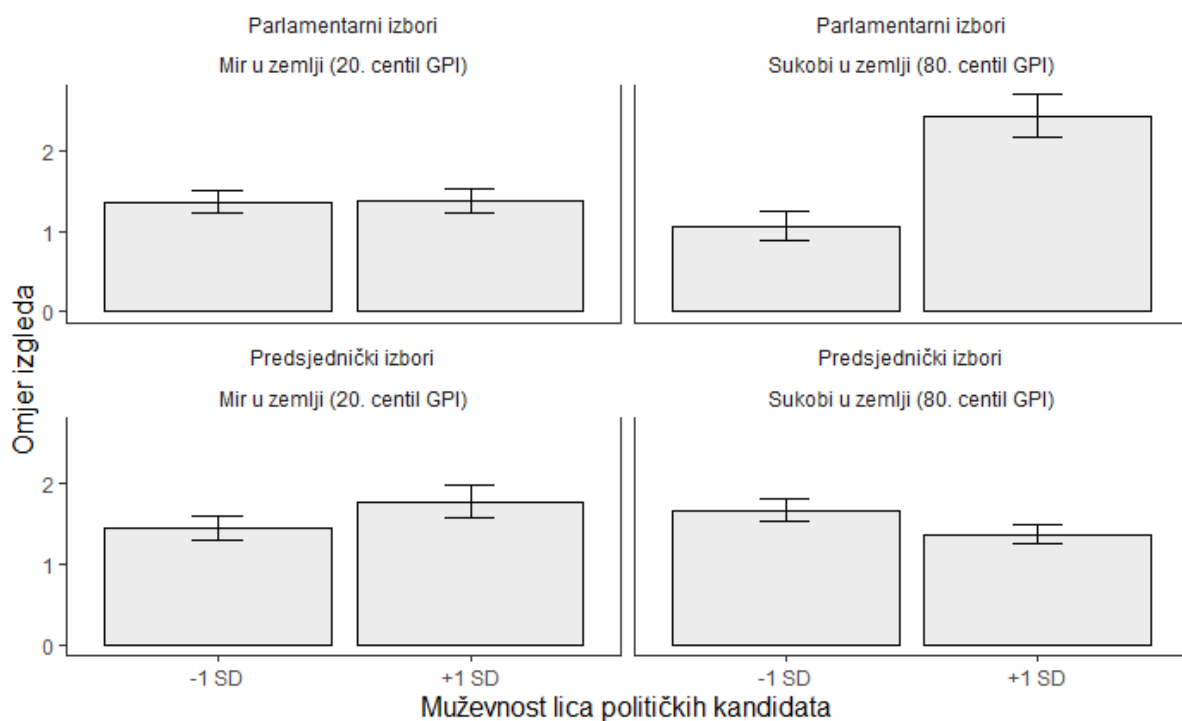 Parlamentarni izbori
Mir u zemlji (20. centil GPI)
Parlamentarni izbori
Sukobi u zemlji (80. centil GPI)
2
1
0
Omjer izgleda
Predsjednički izbori
Mir u zemlji (20. centil GPI)
Predsjednički izbori
Sukobi u zemlji (80. centil GPI)
2
1
0
-1 SD +1 SD -1 SD +1 SD
Muževnost lica političkih kandidata